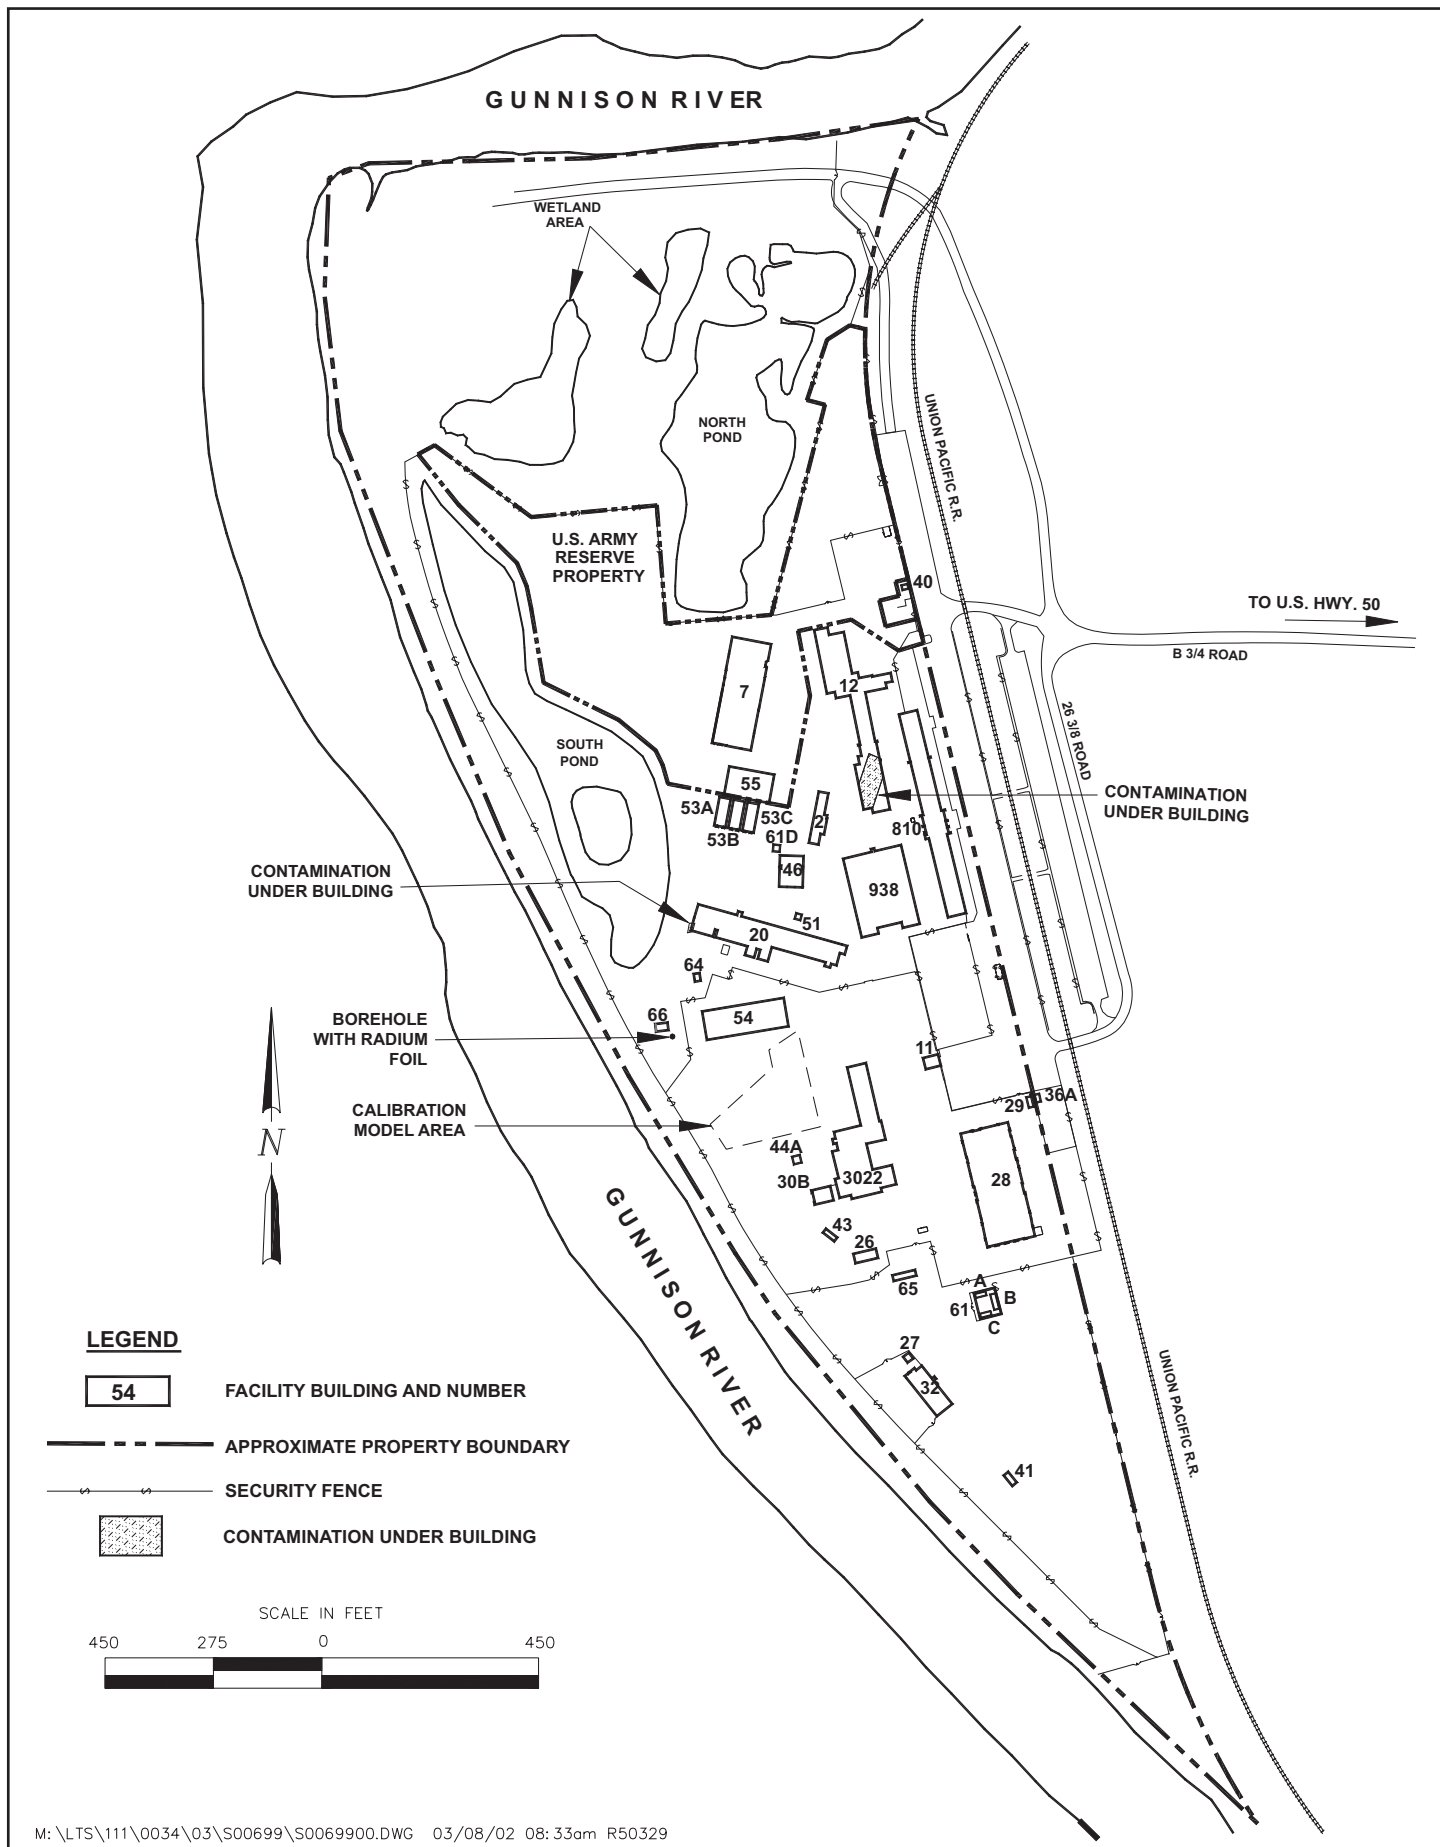 GUNNISON RIVER
WETLAND
AREA
NORTH
POND
UNION PACIFIC R.R.
U.S. ARMY
RESERVE
PROPERTY
40
TO U.S. HWY. 50
B 3/4 ROAD
26 3/8 ROAD
7
12
SOUTH
POND
55
53A
53B
53C
2
61D
46
810
CONTAMINATION
UNDER BUILDING
CONTAMINATION
UNDER BUILDING
938
51
20
64
66
54
BOREHOLE
WITH RADIUM
FOIL
11
CALIBRATION
MODEL AREA
29
36A
44A
30B
3022
28
N
GUNNISON RIVER
43
26
65
A
61
B
C
27
32
UNION PACIFIC R.R.
41
LEGEND
54
FACILITY BUILDING AND NUMBER
APPROXIMATE PROPERTY BOUNDARY
SECURITY FENCE
CONTAMINATION UNDER BUILDING
SCALE IN FEET
450 275 0 450
M:\LTS\111\0034\03\S00699\S0069900.DWG 03/08/02 08:33am R50329